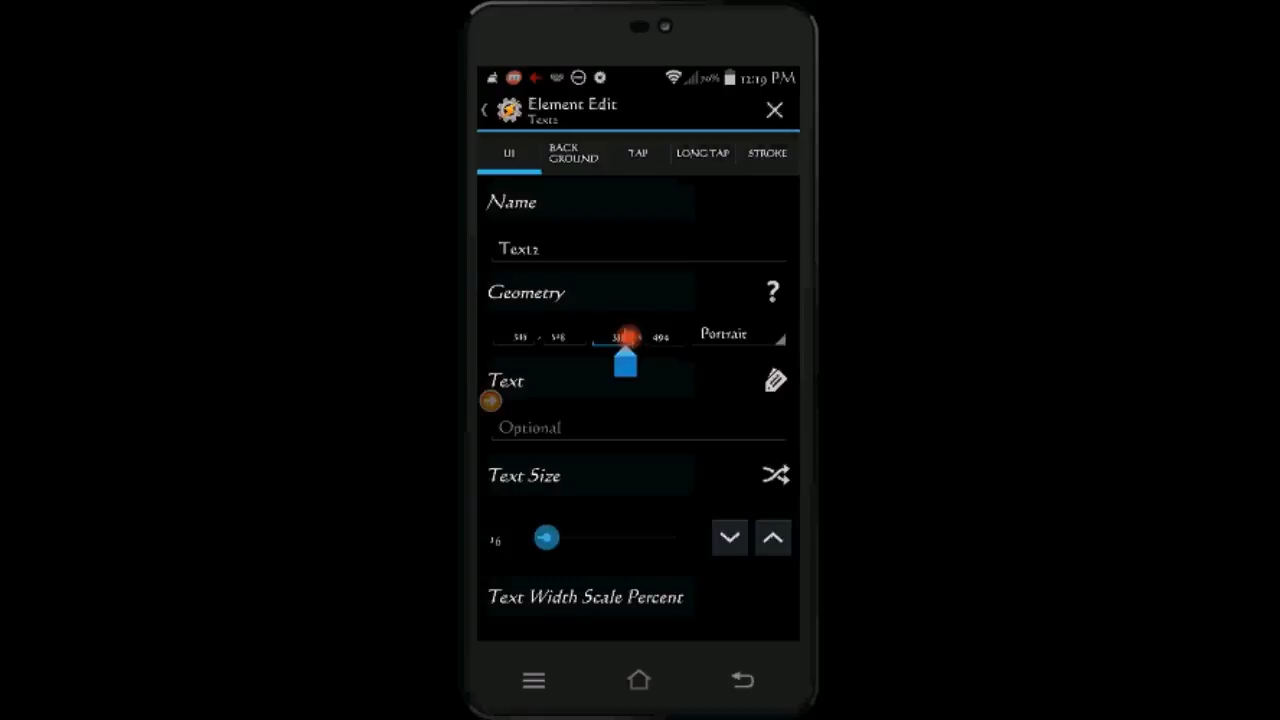 70% 12:19 PM
Element Edit
Text2
UI
BACK
GROUND
TAP
LONG TAP
STROKE
Name
Text2
Geometry
?
494
Portrait
Text
Optional
Text Size
16
Text Width Scale Percent